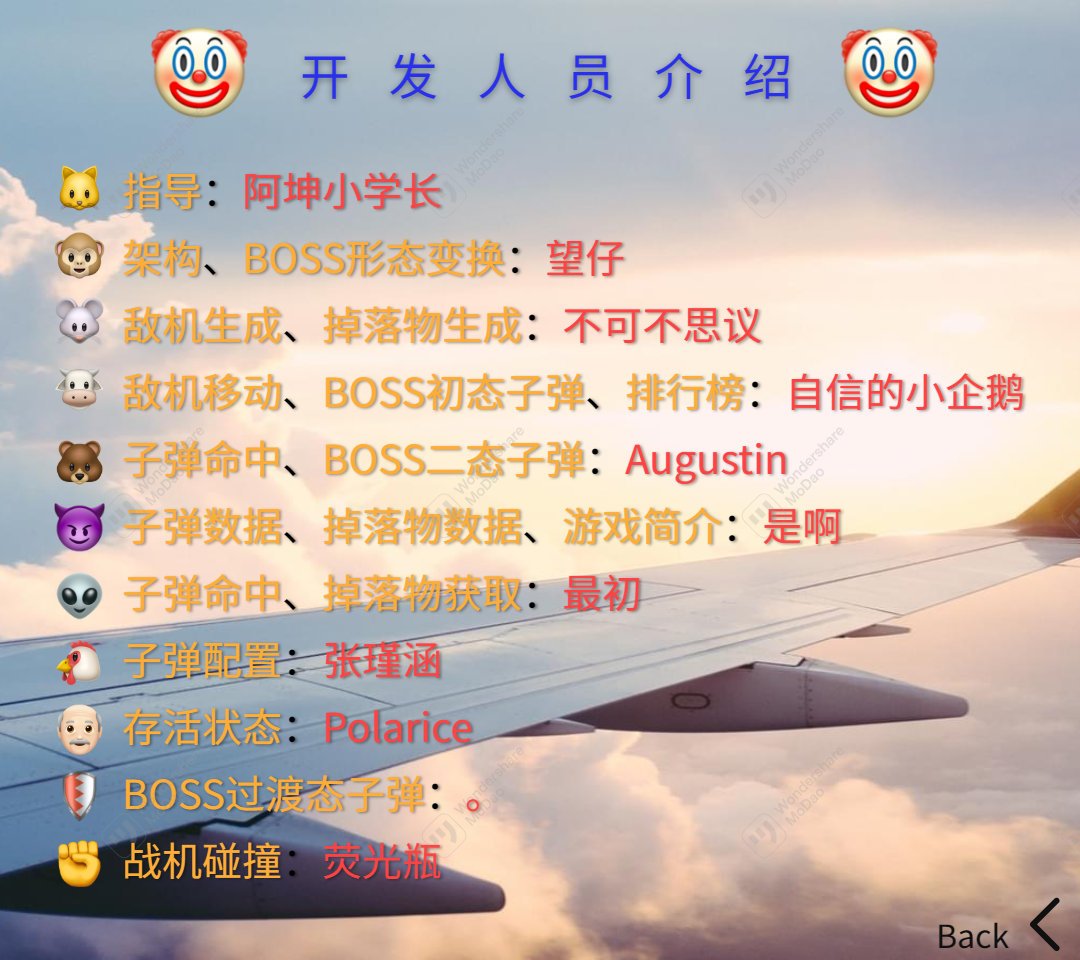 开发人员介绍
指导：阿坤小学长
架构、BOSS形态变换：望仔
敌机生成、掉落物生成：不可不思议
敌机移动、BOSS初态子弹、排行榜：自信的小企鹅
子弹命中、BOSS二态子弹：Augustin
子弹数据、掉落物数据、游戏简介：是啊
子弹命中、掉落物获取：最初
子弹配置：张瑾涵
存活状态：Polarice
BOSS过渡态子弹：。
战机碰撞：荧光瓶
Back
Wondershare
MoDao